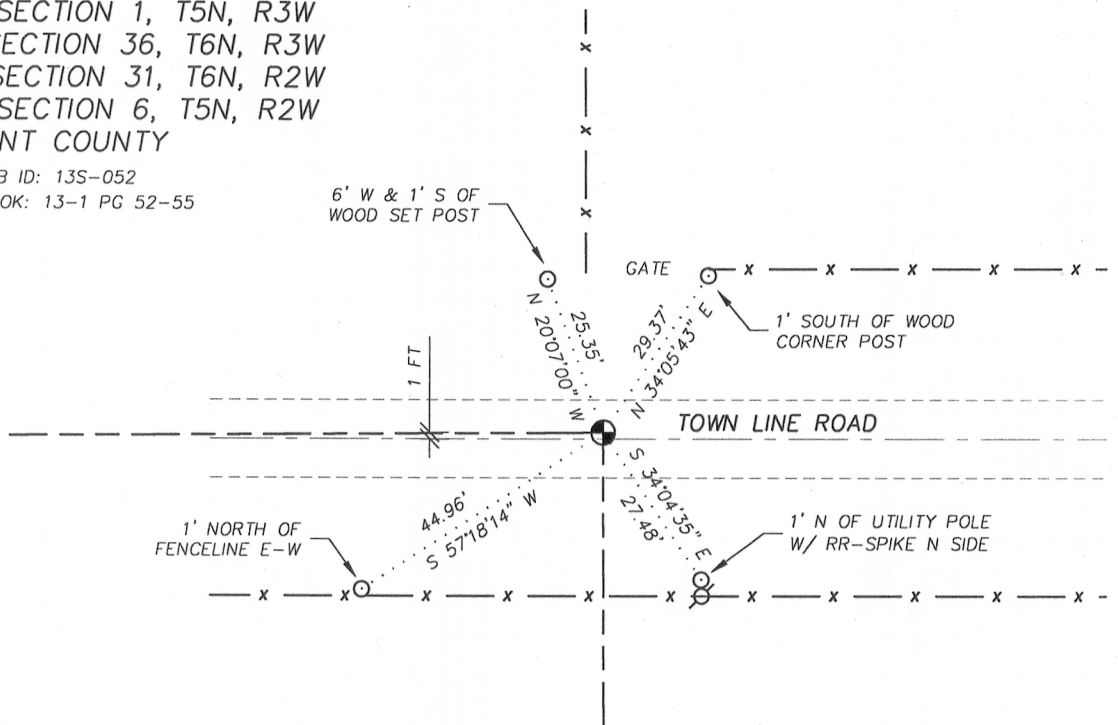 SECTION 1, T5N, R3W
ECTION 36, T6N, R3W
SECTION 31, T6N, R2W
SECTION 6, T5N, R2W
NT COUNTY
B ID: 13S-052
OK: 13-1 PG 52-55
6' W & 1' S OF
WOOD SET POST
GATE
1' SOUTH OF WOOD
CORNER POST
25.35'
N 20°07'00" W
29.37'
N 34°05'43" E
1 FT
TOWN LINE ROAD
44.96'
S 57°18'14" W
S 34°04'35" E
27.48'
1' NORTH OF
FENCELINE E-W
1' N OF UTILITY POLE
W/ RR-SPIKE N SIDE